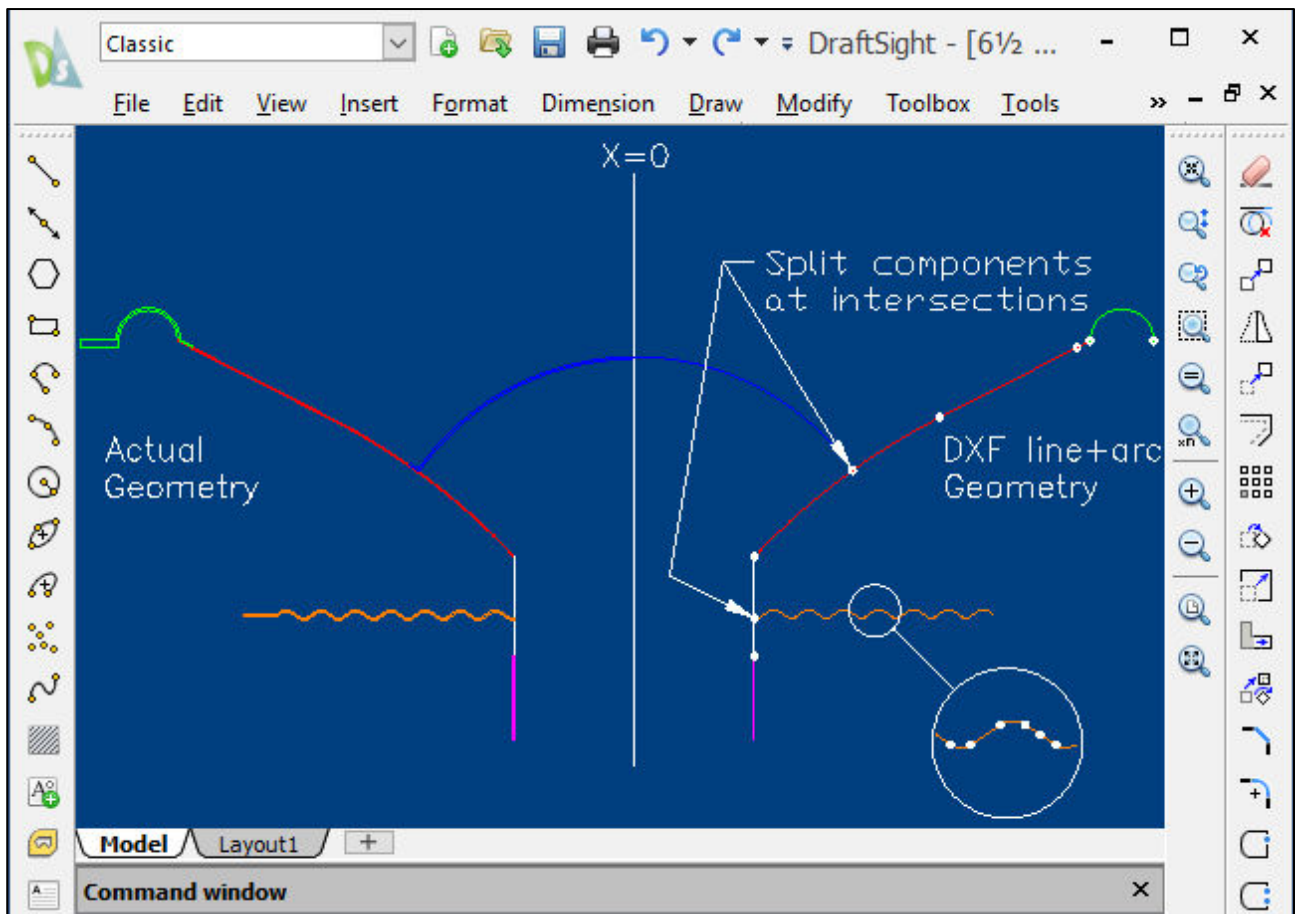 Classic
DraftSight - [6½ ...
File Edit View Insert Format Dimension Draw Modify Toolbox Tools »
X=0
Split components
at intersections
Actual
Geometry
DXF line+arc
Geometry
Model Layout1 +
Command window